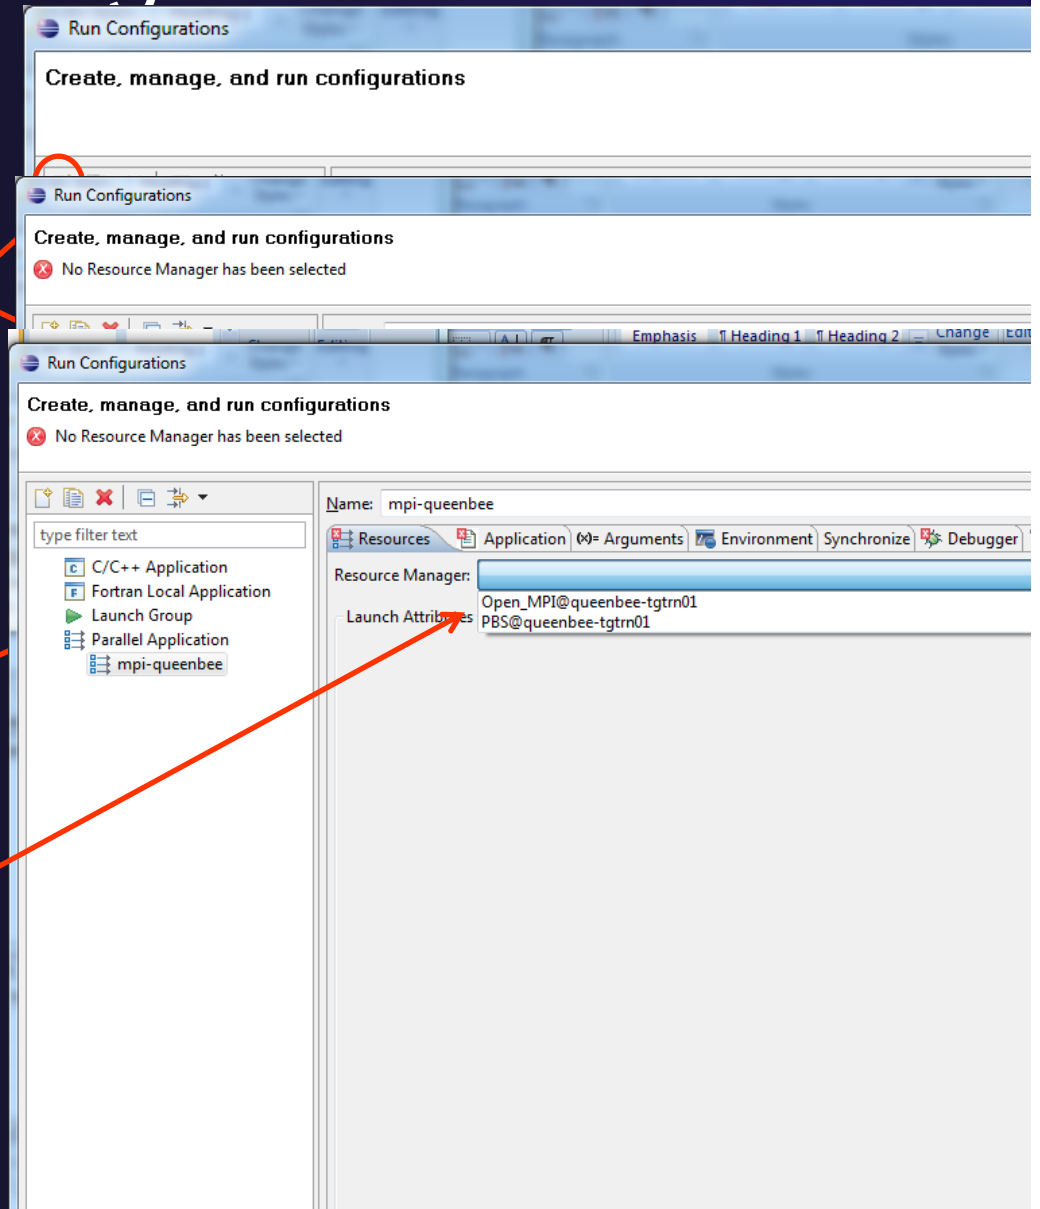 Run Configurations
Create, manage, and run configurations
Run Configurations
Create, manage, and run configurations
No Resource Manager has been selected
Emphasis ¶ Heading 1 ¶ Heading 2 Change
Run Configurations
Create, manage, and run configurations
No Resource Manager has been selected
Name: mpi-queenbee
type filter text
Resources Application (x)= Arguments Environment Synchronize Debugger
C/C++ Application
Resource Manager:
Fortran Local Application
Open_MPI@queenbee-tgtrn01
Launch Group
Launch Attributes
PBS@queenbee-tgtrn01
Parallel Application
mpi-queenbee